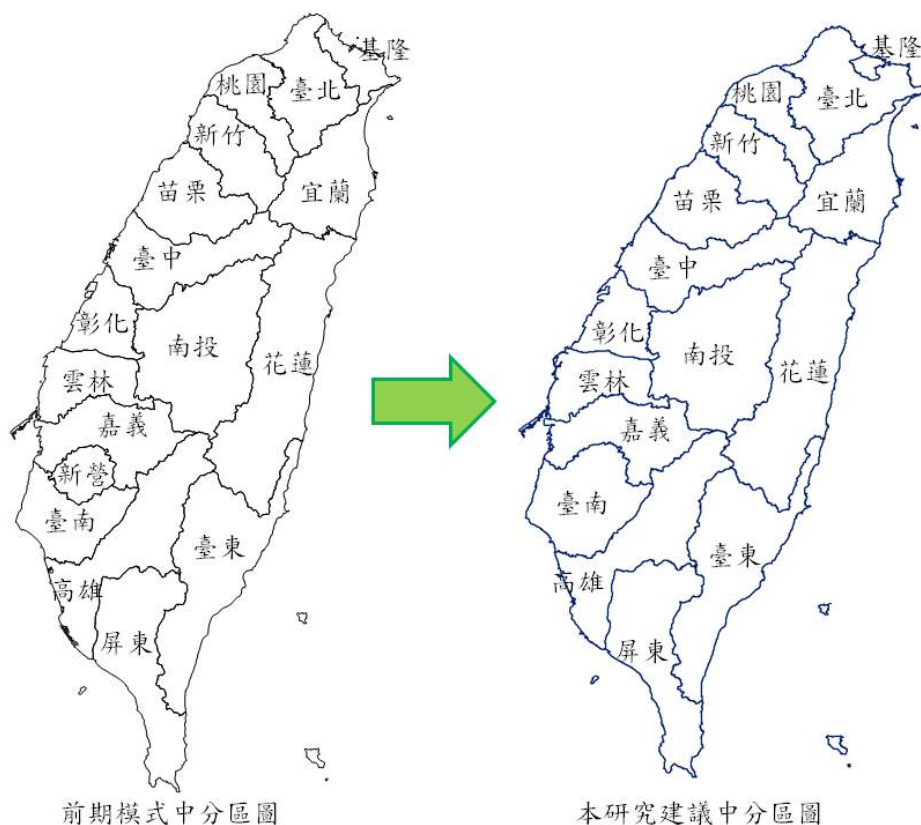 基隆
桃園
臺北
新竹
苗栗
宜蘭
臺中
彰化
南投
花蓮
雲林
嘉義
新營
臺南
臺東
高雄
屏東
前期模式中分區圖
基隆
桃園
臺北
新竹
苗栗
宜蘭
臺中
彰化
南投
花蓮
雲林
嘉義
臺南
臺東
高雄
屏東
本研究建議中分區圖